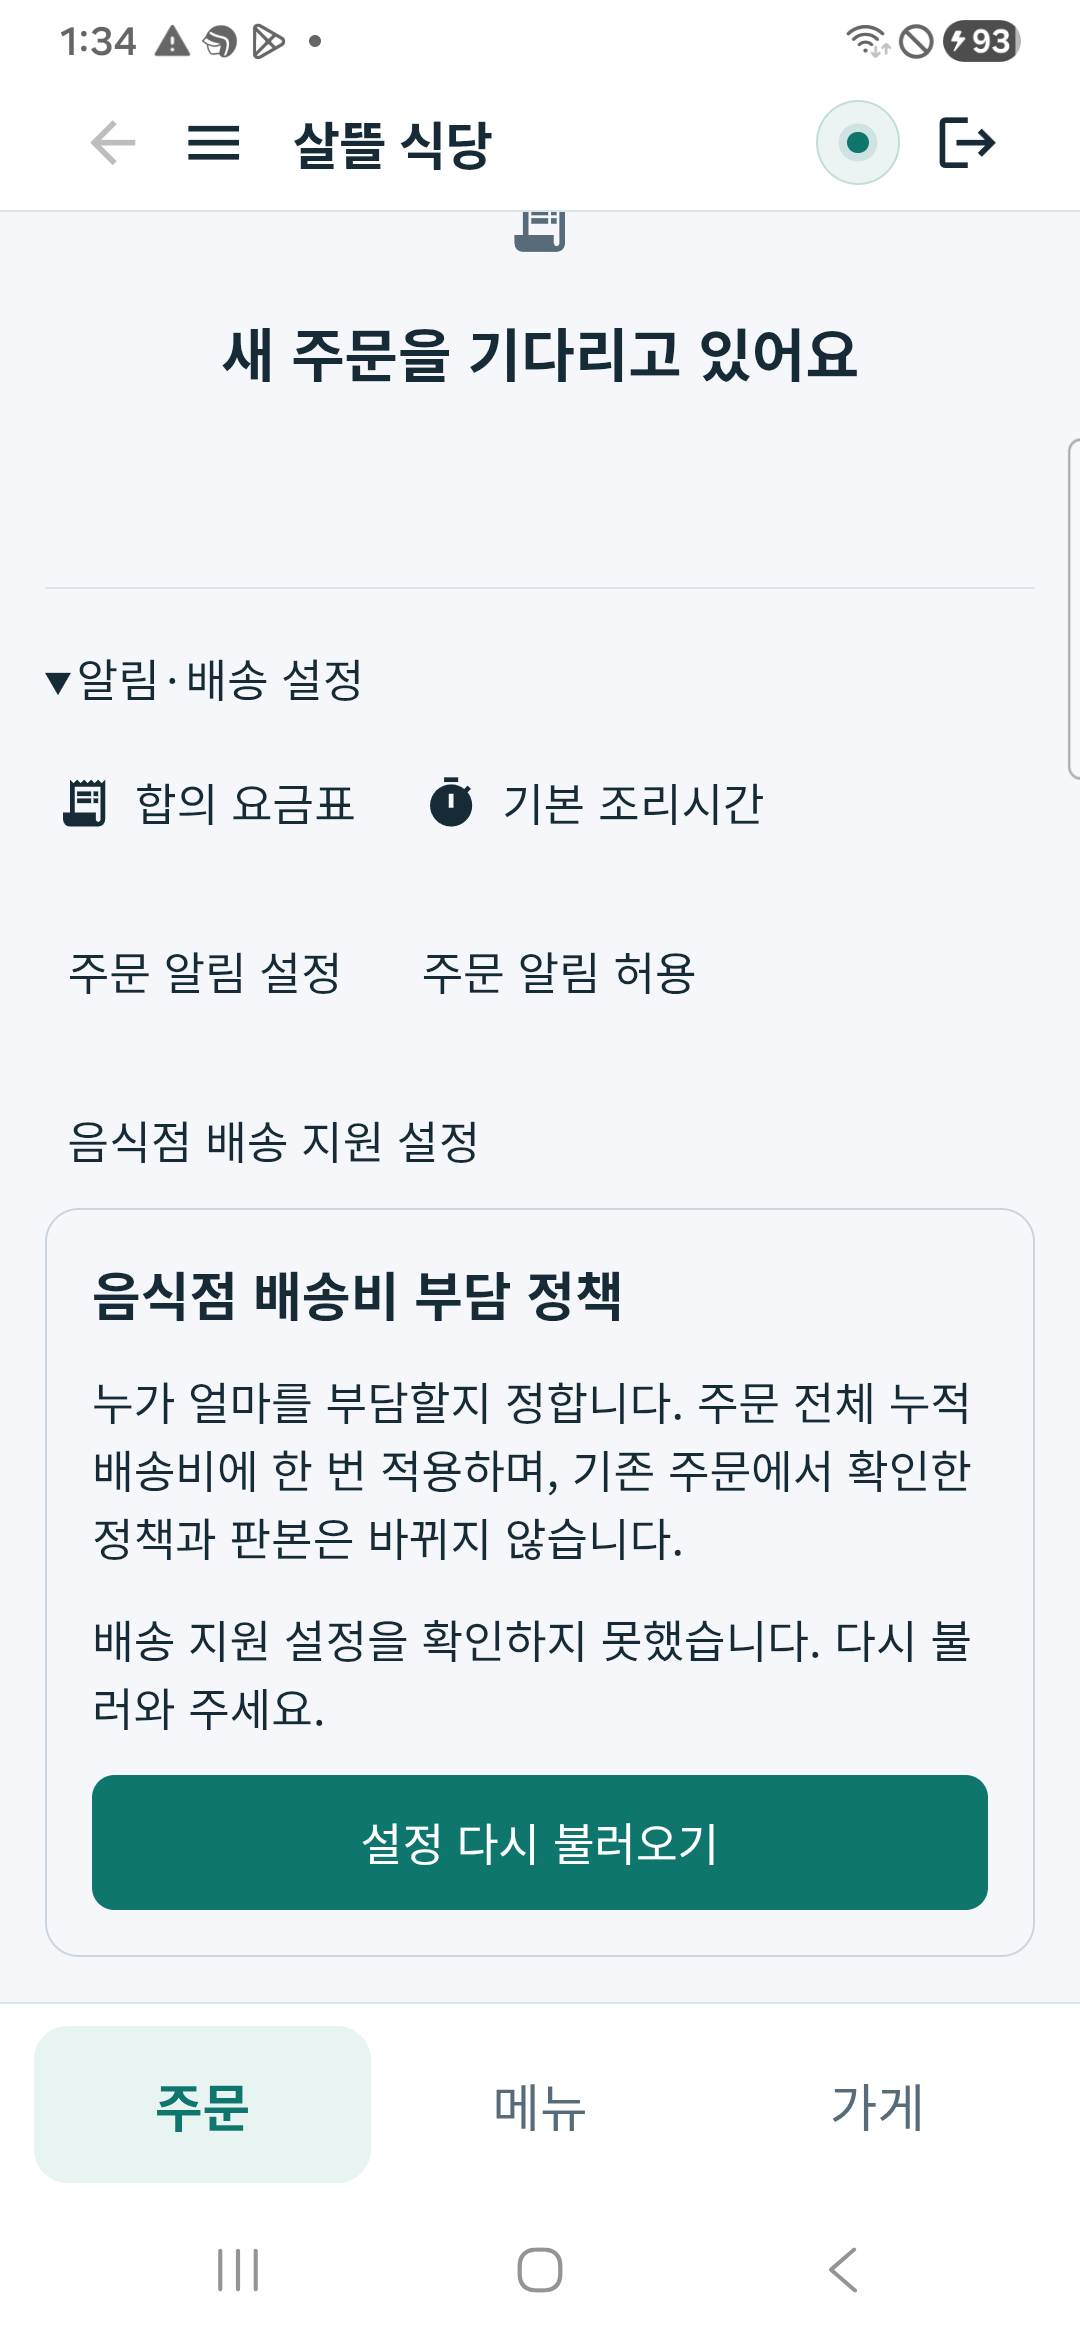 1:34
93
살뜰 식당
새 주문을 기다리고 있어요
▼알림·배송 설정
합의 요금표
기본 조리시간
주문 알림 설정
주문 알림 허용
음식점 배송 지원 설정
음식점 배송비 부담 정책
누가 얼마를 부담할지 정합니다. 주문 전체 누적
배송비에 한 번 적용하며, 기존 주문에서 확인한
정책과 판본은 바뀌지 않습니다.
배송 지원 설정을 확인하지 못했습니다. 다시 불
러와 주세요.
설정 다시 불러오기
주문
메뉴
가게